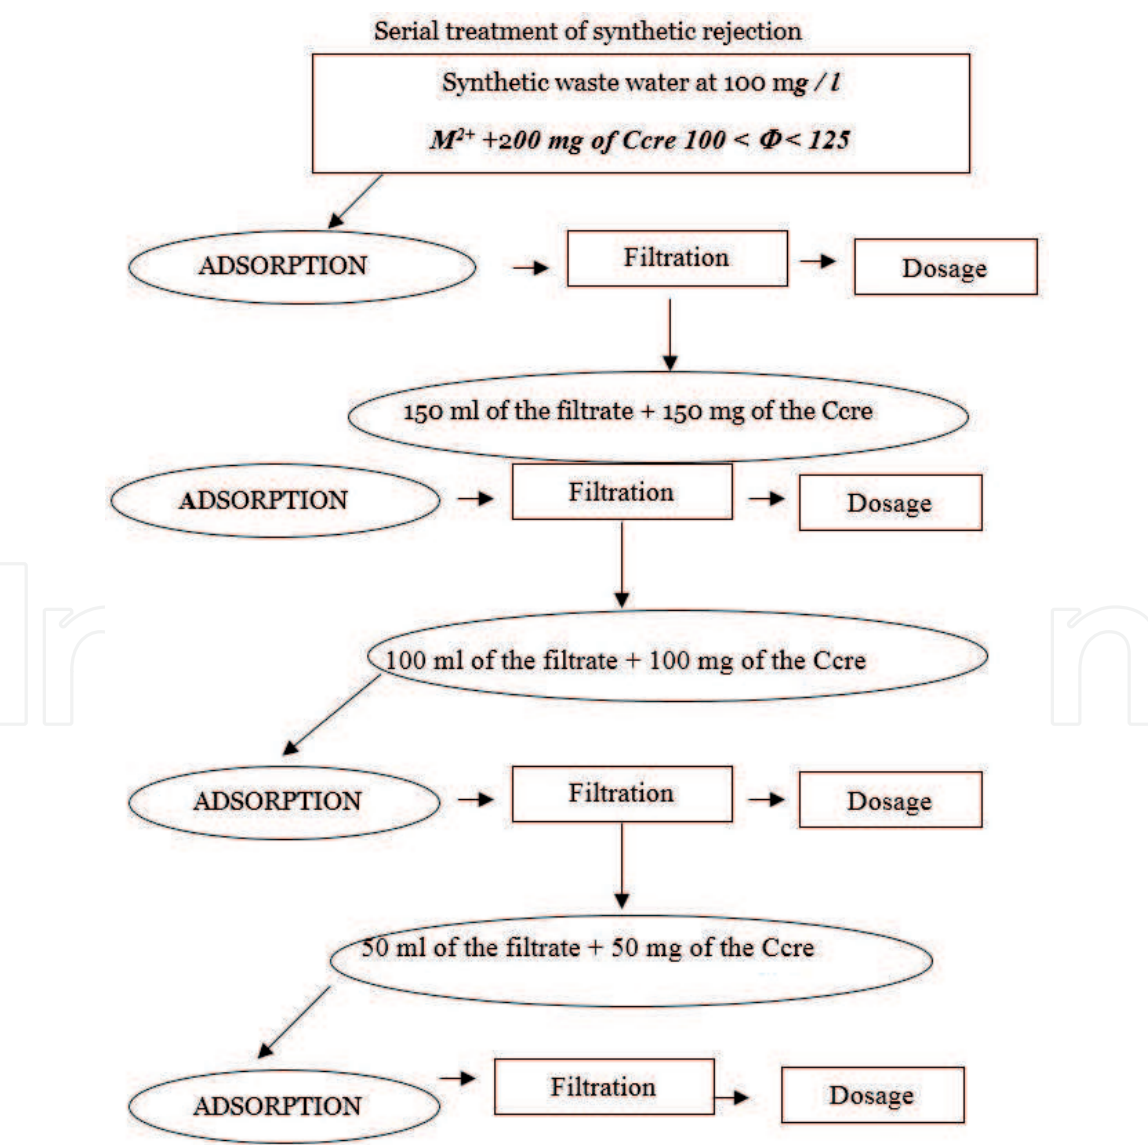 Serial treatment of synthetic rejection
Synthetic waste water at 100 mg / l
M²⁺ +200 mg of Ccre 100 < Φ < 125
ADSORPTION
Filtration
Dosage
150 ml of the filtrate + 150 mg of the Ccre
ADSORPTION
Filtration
Dosage
100 ml of the filtrate + 100 mg of the Ccre
ADSORPTION
Filtration
Dosage
50 ml of the filtrate + 50 mg of the Ccre
ADSORPTION
Filtration
Dosage